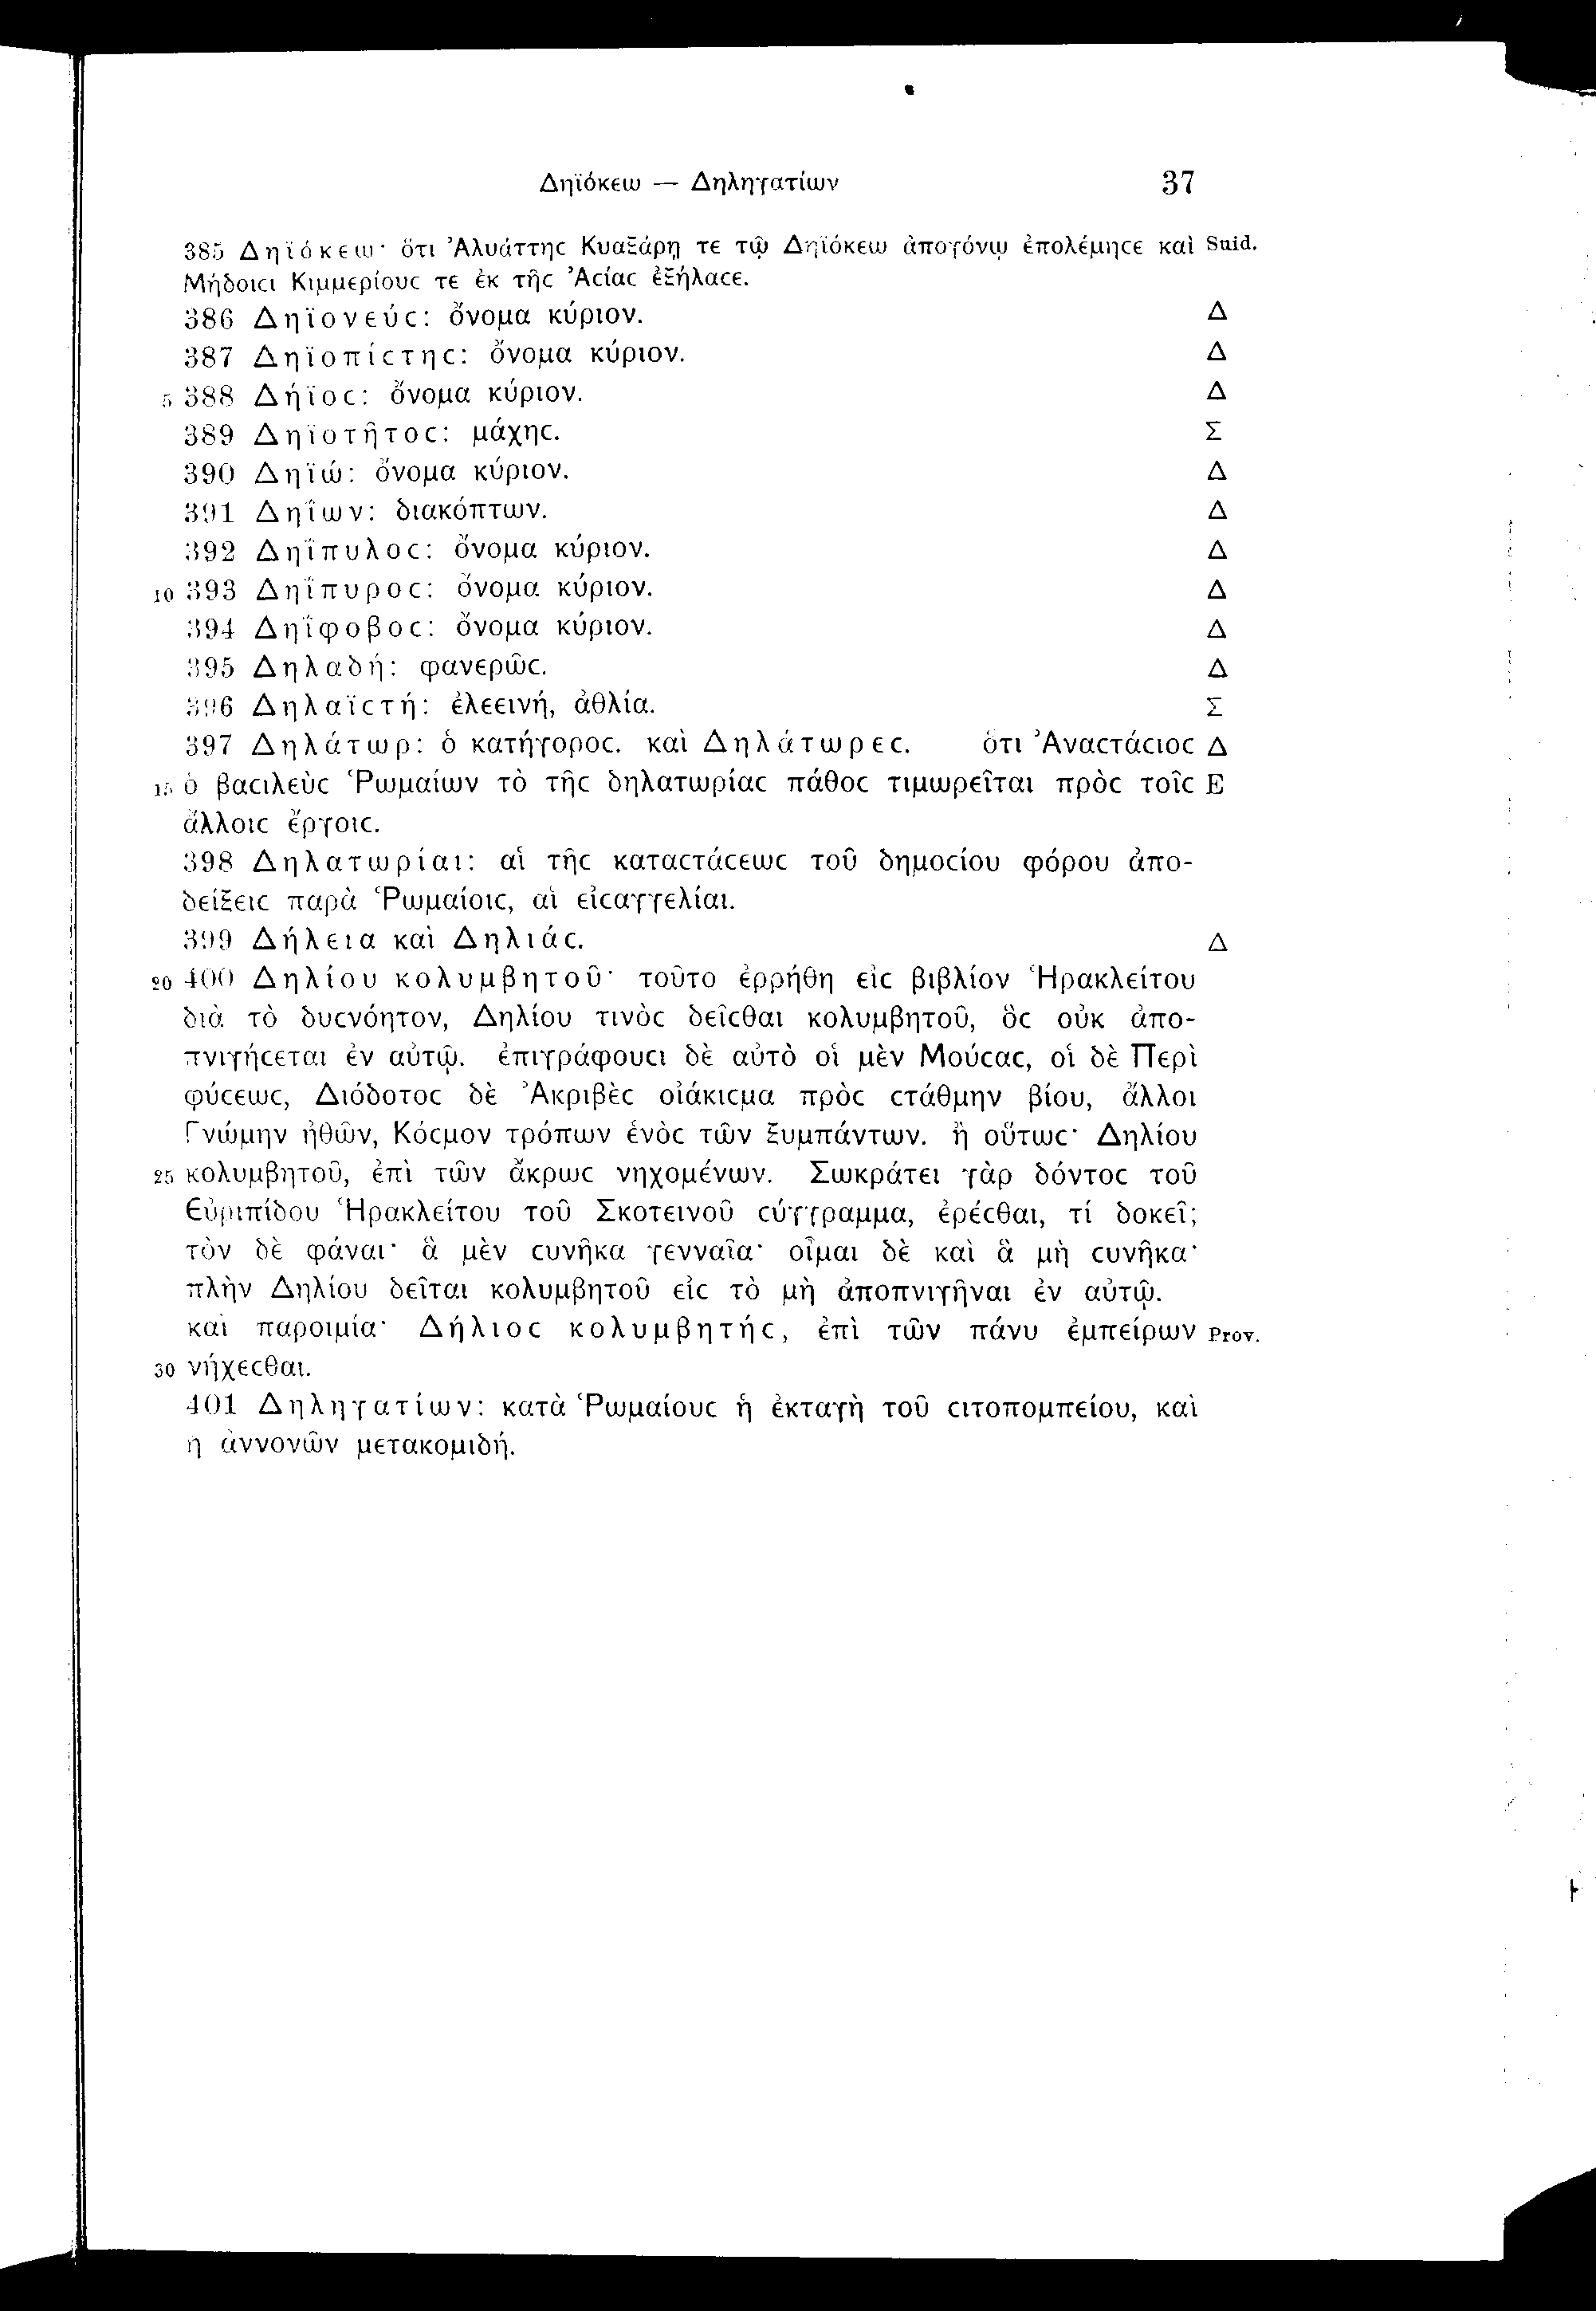 Δηϊόκεω — Δηληγατίων 37
385 Δηϊόκεω· ὅτι Ἀλυάττηϲ Κυαξάρῃ τε τῷ Δηϊόκεω ἀπογόνῳ ἐπολέμηϲε καὶ Suid.
Μήδοιϲι Κιμμερίουϲ τε ἐκ τῆϲ Ἀϲίαϲ ἐξήλαϲε.
386 Δηϊονεύϲ: ὄνομα κύριον. Δ
387 Δηϊοπίϲτηϲ: ὄνομα κύριον. Δ
5 388 Δήϊοϲ: ὄνομα κύριον. Δ
389 Δηϊοτῆτοϲ: μάχηϲ. Σ
390 Δηϊώ: ὄνομα κύριον. Δ
391 Δηΐων: διακόπτων. Δ
392 Δηΐπυλοϲ: ὄνομα κύριον. Δ
10 393 Δηΐπυροϲ: ὄνομα κύριον. Δ
394 Δηΐφοβοϲ: ὄνομα κύριον. Δ
395 Δηλαδή: φανερῶϲ. Δ
396 Δηλαϊϲτή: ἐλεεινή, ἀθλία. Σ
397 Δηλάτωρ: ὁ κατήγοροϲ. καὶ Δηλάτωρεϲ. ὅτι Ἀναϲτάϲιοϲ Δ
15 ὁ βαϲιλεὺϲ Ῥωμαίων τὸ τῆϲ δηλατωρίαϲ πάθοϲ τιμωρεῖται πρὸϲ τοῖϲ E
ἄλλοιϲ ἔργοιϲ.
398 Δηλατωρίαι: αἱ τῆϲ καταϲτάϲεωϲ τοῦ δημοϲίου φόρου ἀπο-
δείξειϲ παρὰ Ῥωμαίοιϲ, αἱ εἰϲαγγελίαι.
399 Δήλεια καὶ Δηλιάϲ. Δ
20 400 Δηλίου κολυμβητοῦ· τοῦτο ἐρρήθη εἰϲ βιβλίον Ἡρακλείτου
διὰ τὸ δυϲνόητον, Δηλίου τινὸϲ δεῖϲθαι κολυμβητοῦ, ὃϲ οὐκ ἀπο-
πνιγήϲεται ἐν αὐτῷ. ἐπιγράφουϲι δὲ αὐτὸ οἱ μὲν Μούϲαϲ, οἱ δὲ Περὶ
φύϲεωϲ, Διόδοτοϲ δὲ Ἀκριβὲϲ οἰάκιϲμα πρὸϲ ϲτάθμην βίου, ἄλλοι
Γνώμην ἠθῶν, Κόϲμον τρόπων ἑνὸϲ τῶν ξυμπάντων. ἢ οὕτωϲ· Δηλίου
25 κολυμβητοῦ, ἐπὶ τῶν ἄκρωϲ νηχομένων. Σωκράτει γὰρ δόντοϲ τοῦ
Εὐριπίδου Ἡρακλείτου τοῦ Σκοτεινοῦ ϲύγγραμμα, ἐρέϲθαι, τί δοκεῖ;
τὸν δὲ φάναι· ἃ μὲν ϲυνῆκα γενναῖα· οἶμαι δὲ καὶ ἃ μὴ ϲυνῆκα·
πλὴν Δηλίου δεῖται κολυμβητοῦ εἰϲ τὸ μὴ ἀποπνιγῆναι ἐν αὐτῷ.
καὶ παροιμία· Δήλιοϲ κολυμβητήϲ, ἐπὶ τῶν πάνυ ἐμπείρων Prov.
30 νήχεϲθαι.
401 Δηληγατίων: κατὰ Ῥωμαίουϲ ἡ ἐκταγὴ τοῦ ϲιτοπομπείου, καὶ
ἡ ἀννονῶν μετακομιδή.